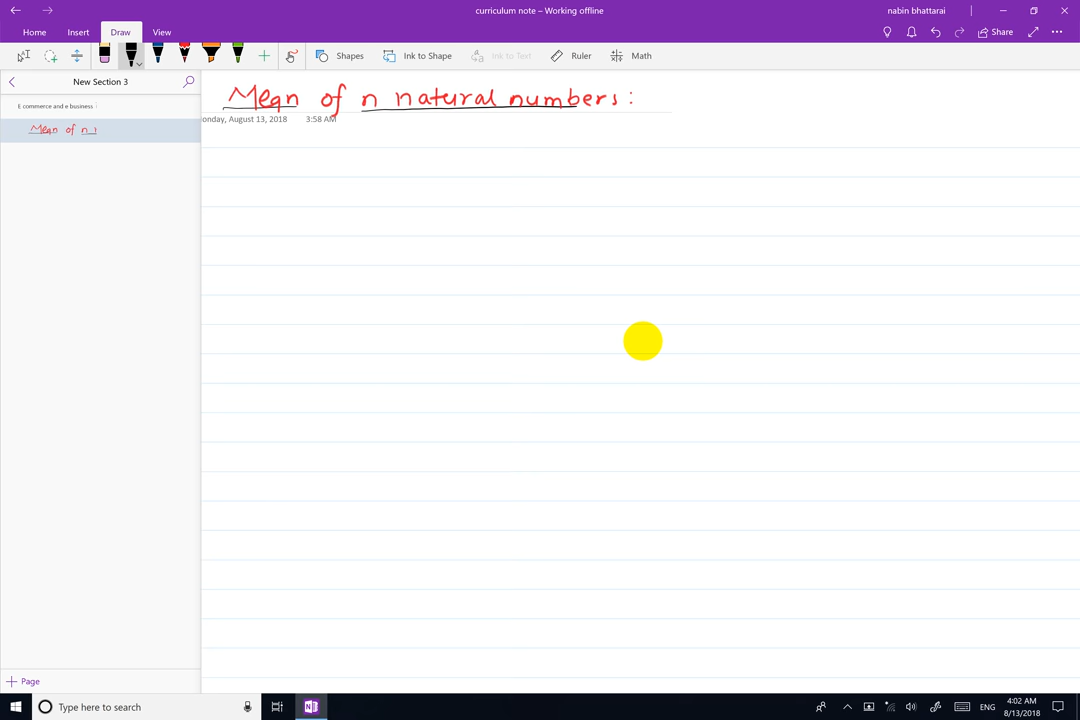 curriculum note – Working offline
nabin bhattarai
Home Insert Draw View
Share
Shapes Ink to Shape Ink to Text Ruler Math
New Section 3
E commerce and e business :
Mean of n
Mean of n natural numbers :
onday, August 13, 2018 3:58 AM
Page
Type here to search
N
ENG
4:02 AM
8/13/2018